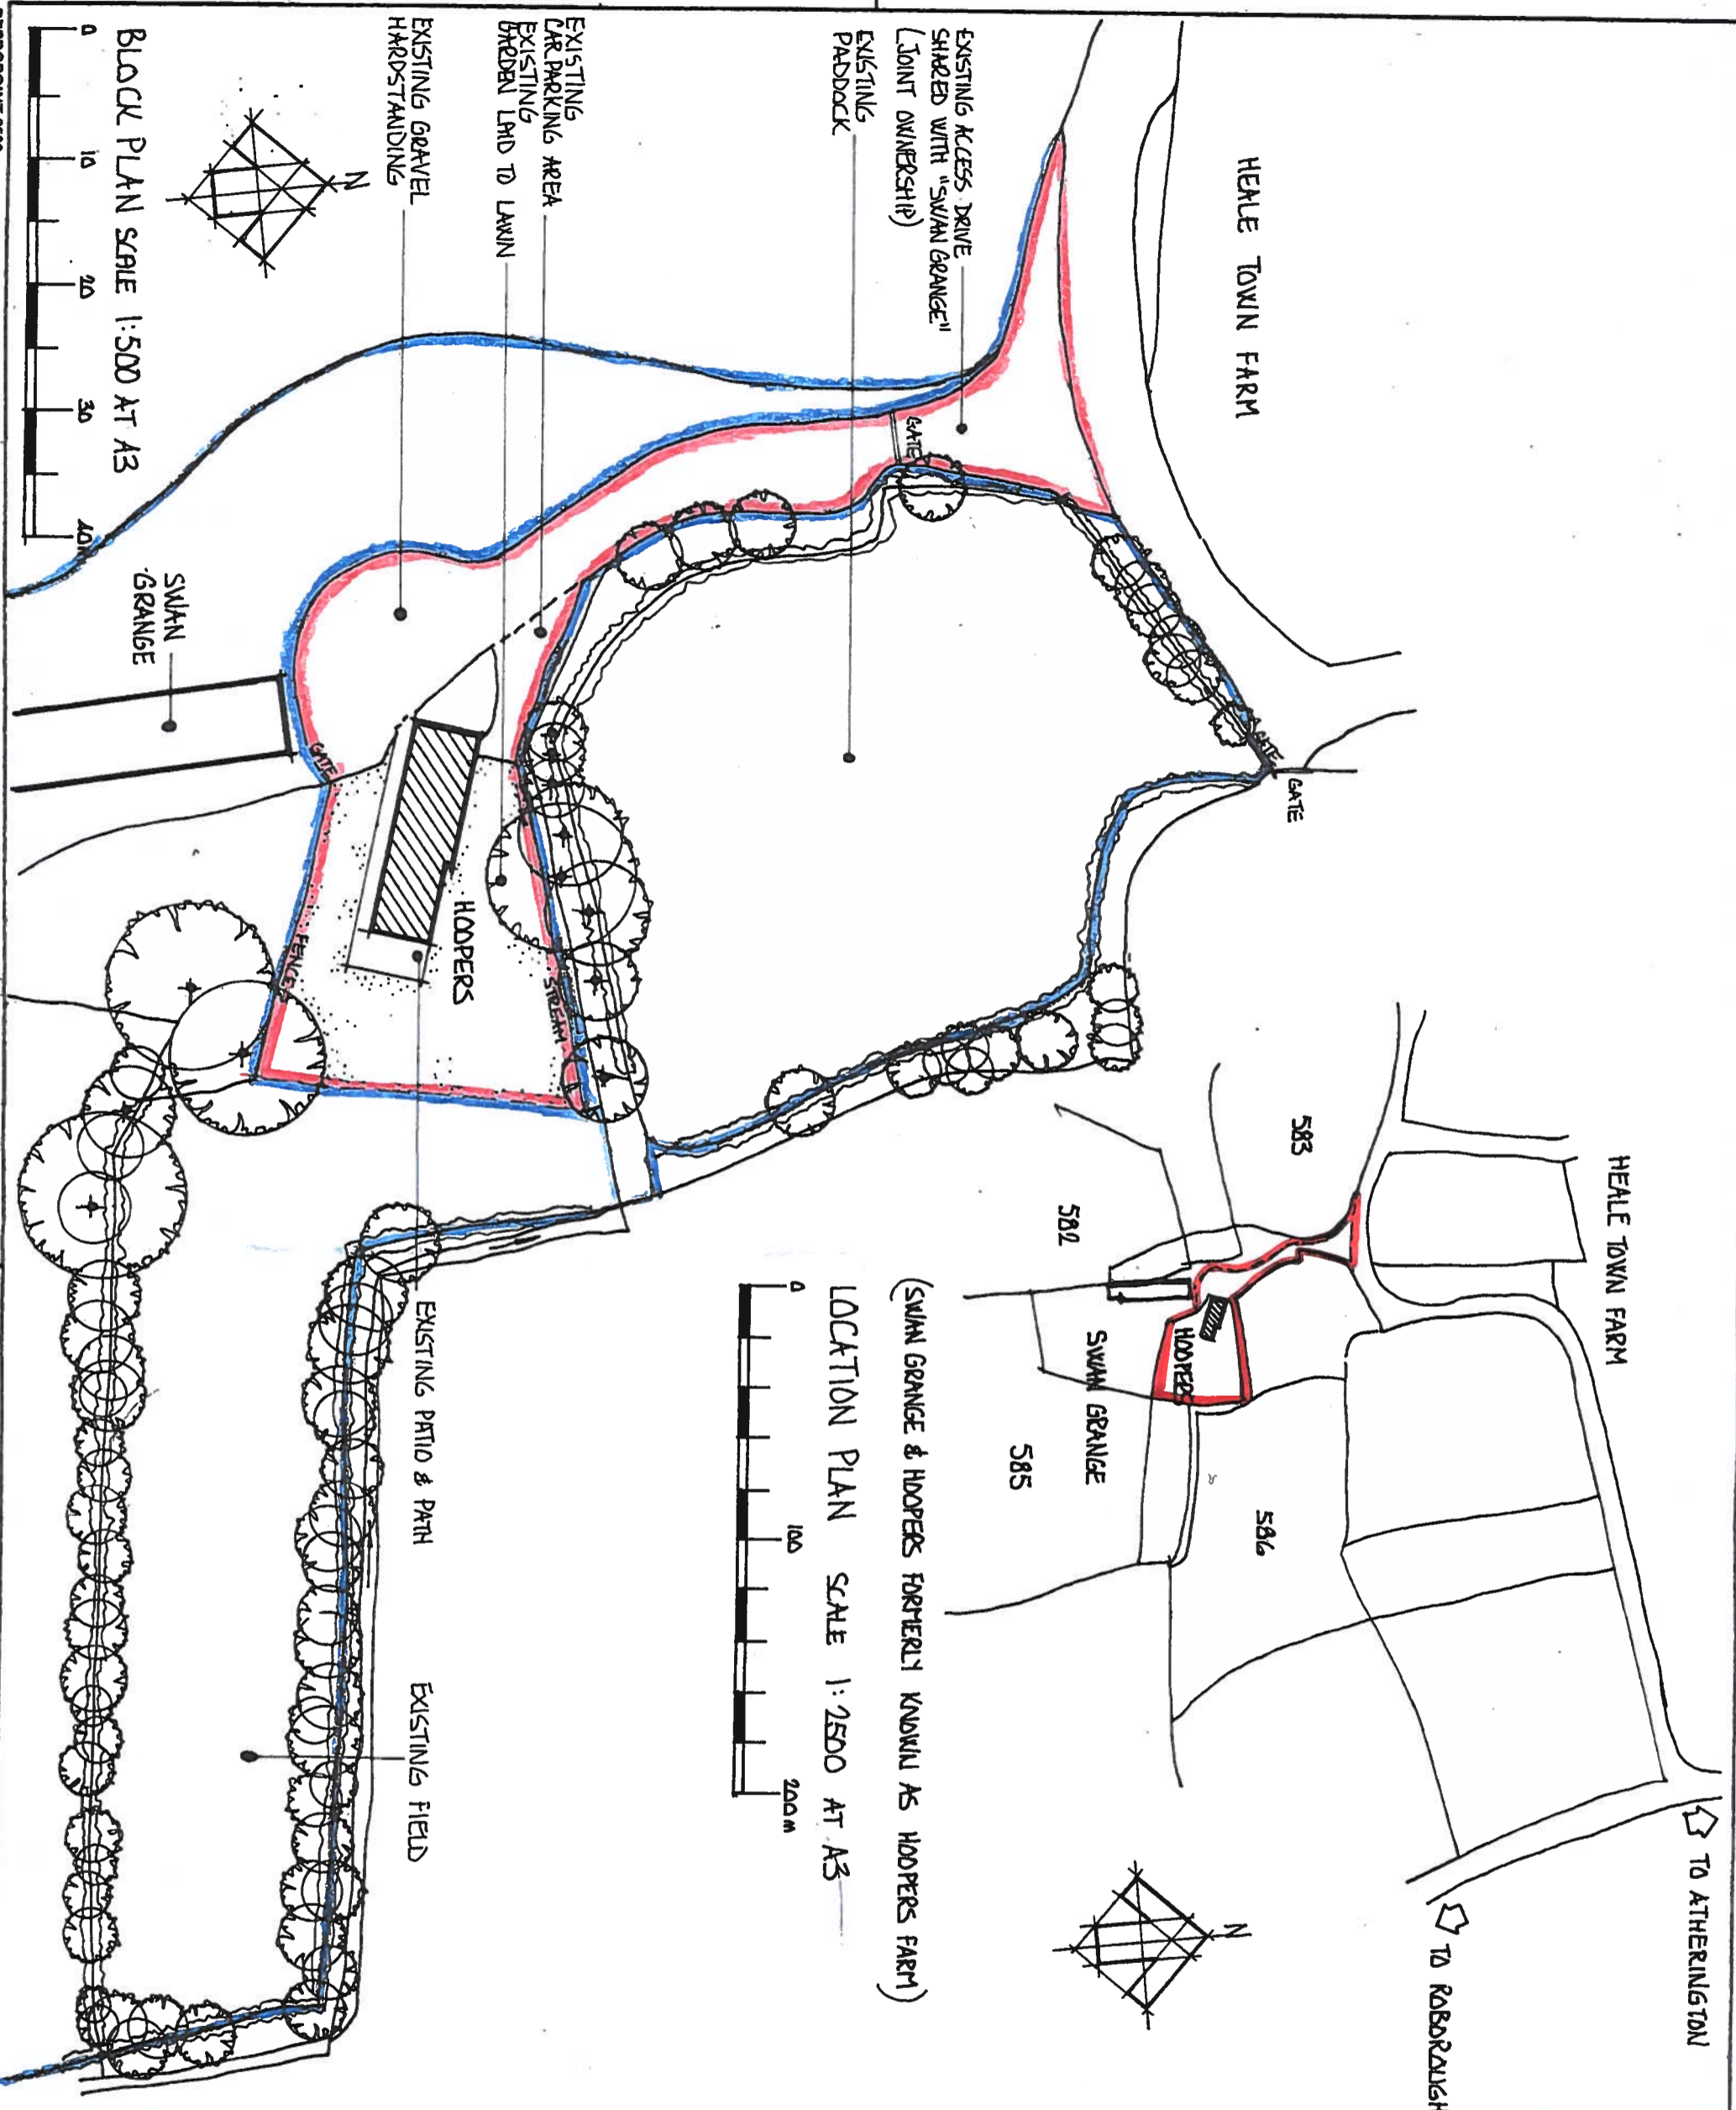 HEALE TOWN FARM
EXISTING ACCESS DRIVE
SHARED WITH "SWAN GRANGE"
(JOINT OWNERSHIP)
EXISTING
PADDOCK
EXISTING
CAR PARKING AREA
EXISTING
GARDEN LAID TO LAWN
EXISTING GRAVEL
HARDSTANDING
N
BLOCK PLAN SCALE 1:500 AT A3
0 10 20 30 40M
GATE
GATE
GATE
GATE
SWAN
GRANGE
HOOPERS
STREAM
FENCE
EXISTING PATIO & PATH
EXISTING FIELD
HEALE TOWN FARM
583
582
HOOPERS
SWAN GRANGE
585
586
TO ATHERINGTON
TO ROBOROUGH
N
(SWAN GRANGE & HOOPERS FORMERLY KNOWN AS HOOPERS FARM)
LOCATION PLAN SCALE 1:2500 AT A3
0 100 200m